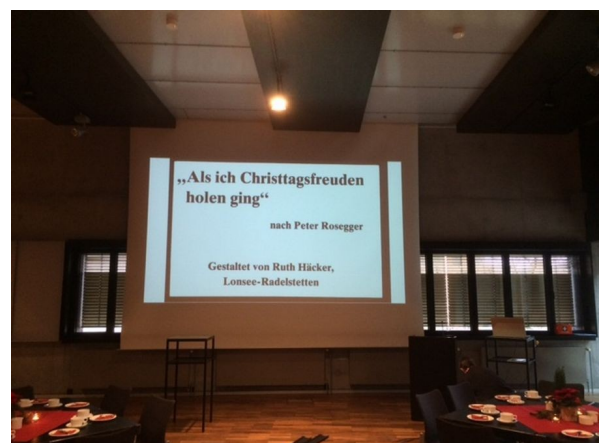 „Als ich Christtagsfreuden
holen ging“
nach Peter Rosegger
Gestaltet von Ruth Häcker,
Lonsee-Radelstetten